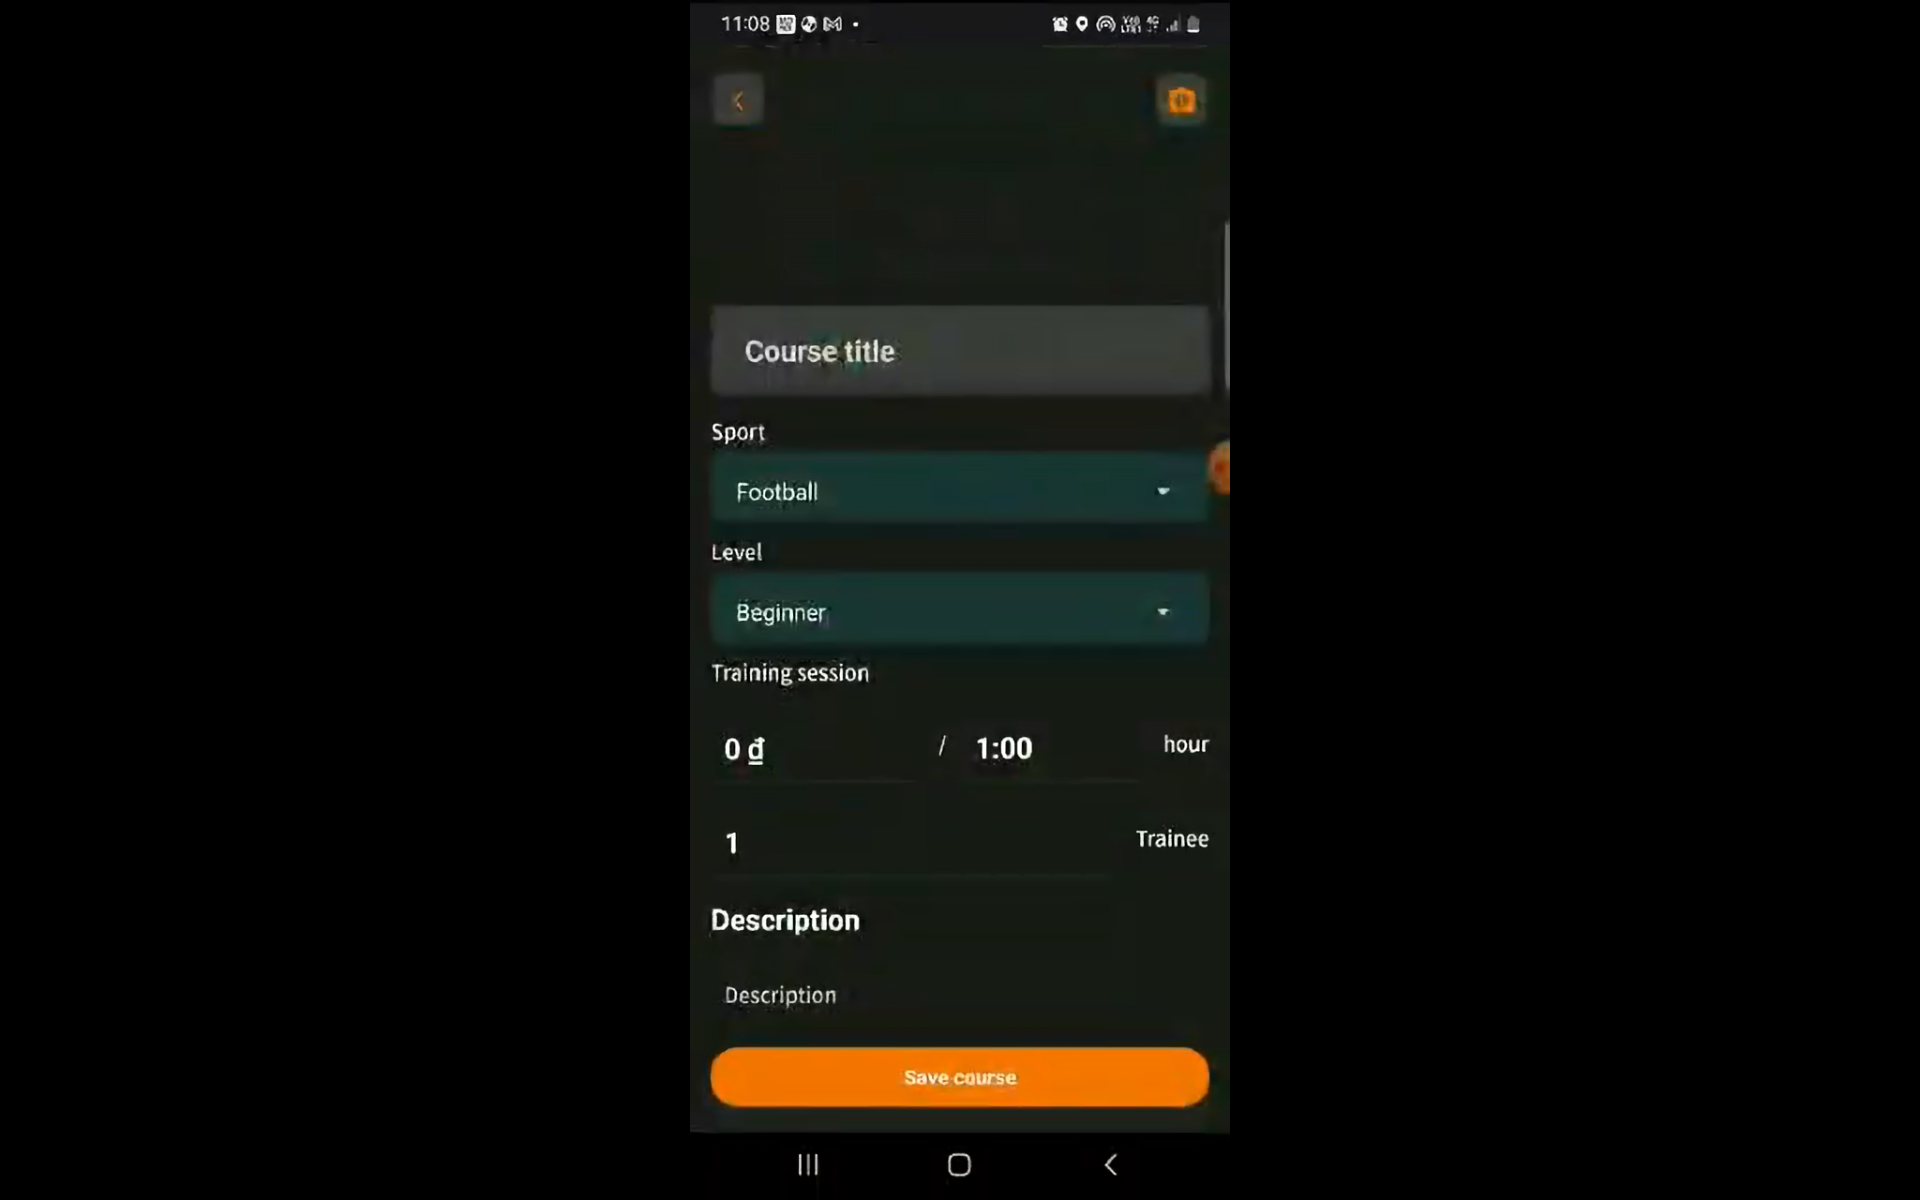 11:08
Course title
Sport
Football
Level
Beginner
Training session
0 ₫ / 1:00 hour
1 Trainee
Description
Description
Save course